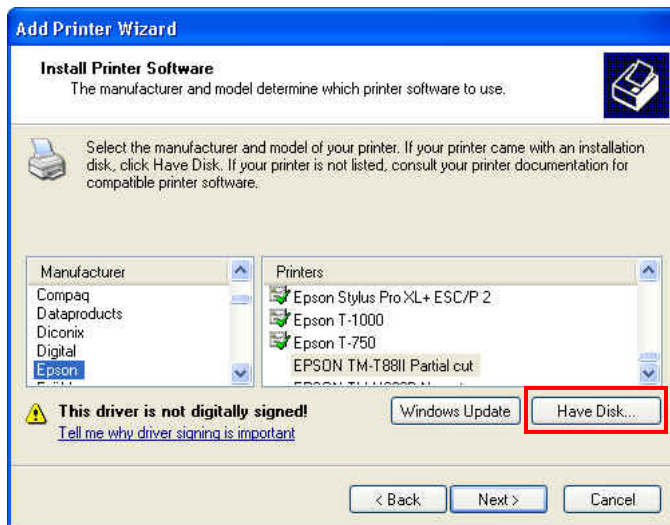 Add Printer Wizard
Install Printer Software
The manufacturer and model determine which printer software to use.
Select the manufacturer and model of your printer. If your printer came with an installation
disk, click Have Disk. If your printer is not listed, consult your printer documentation for
compatible printer software.
Manufacturer
Compaq
Dataproducts
Diconix
Digital
Epson
Printers
Epson Stylus Pro XL+ ESC/P 2
Epson T-1000
Epson T-750
EPSON TM-T88II Partial cut
This driver is not digitally signed!
Tell me why driver signing is important
Windows Update
Have Disk...
< Back
Next >
Cancel